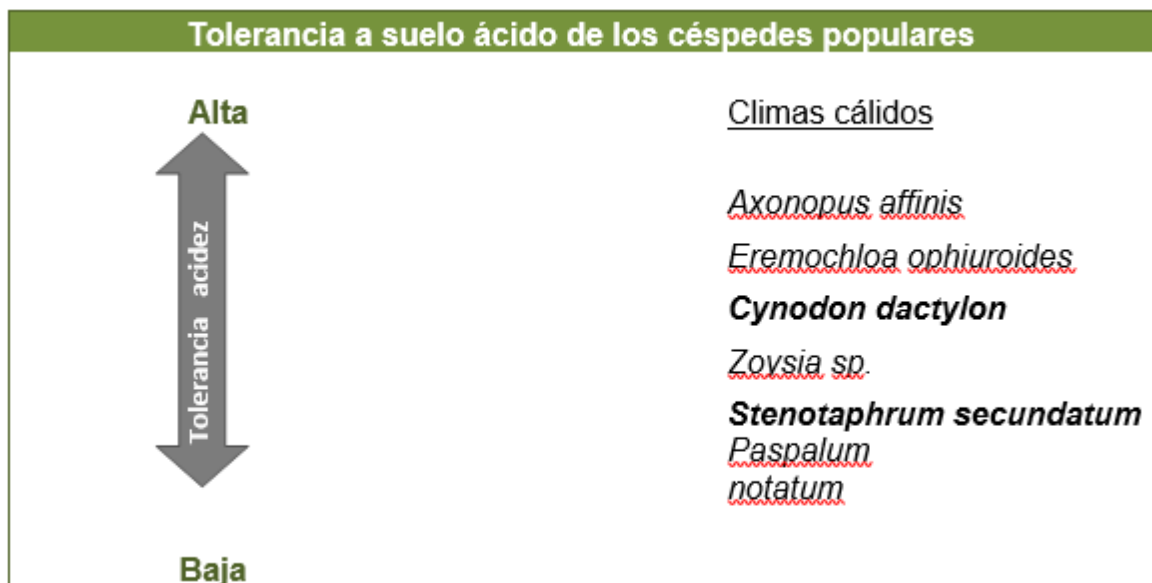 Tolerancia a suelo ácido de los céspedes populares
Alta
Climas cálidos
Tolerancia acidez
Axonopus affinis
Eremochloa ophiuroides
Cynodon dactylon
Zoysia sp.
Stenotaphrum secundatum
Paspalum
notatum
Baja